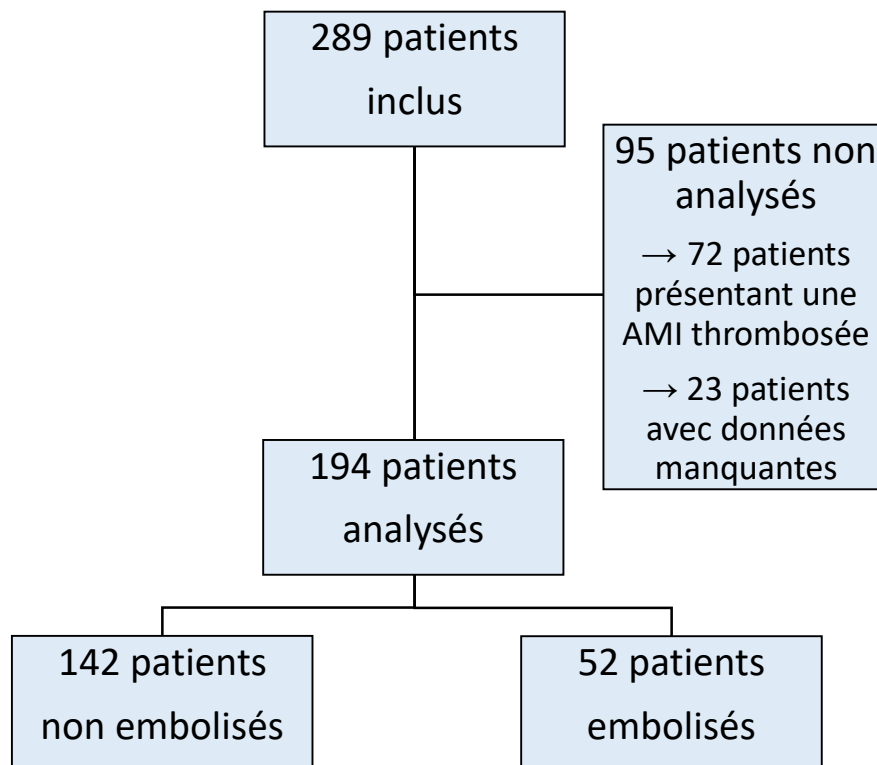 289 patients
inclus
95 patients non
analysés
→ 72 patients
présentant une
AMI thrombosée
→ 23 patients
avec données
manquantes
194 patients
analysés
142 patients
non embolisés
52 patients
embolisés